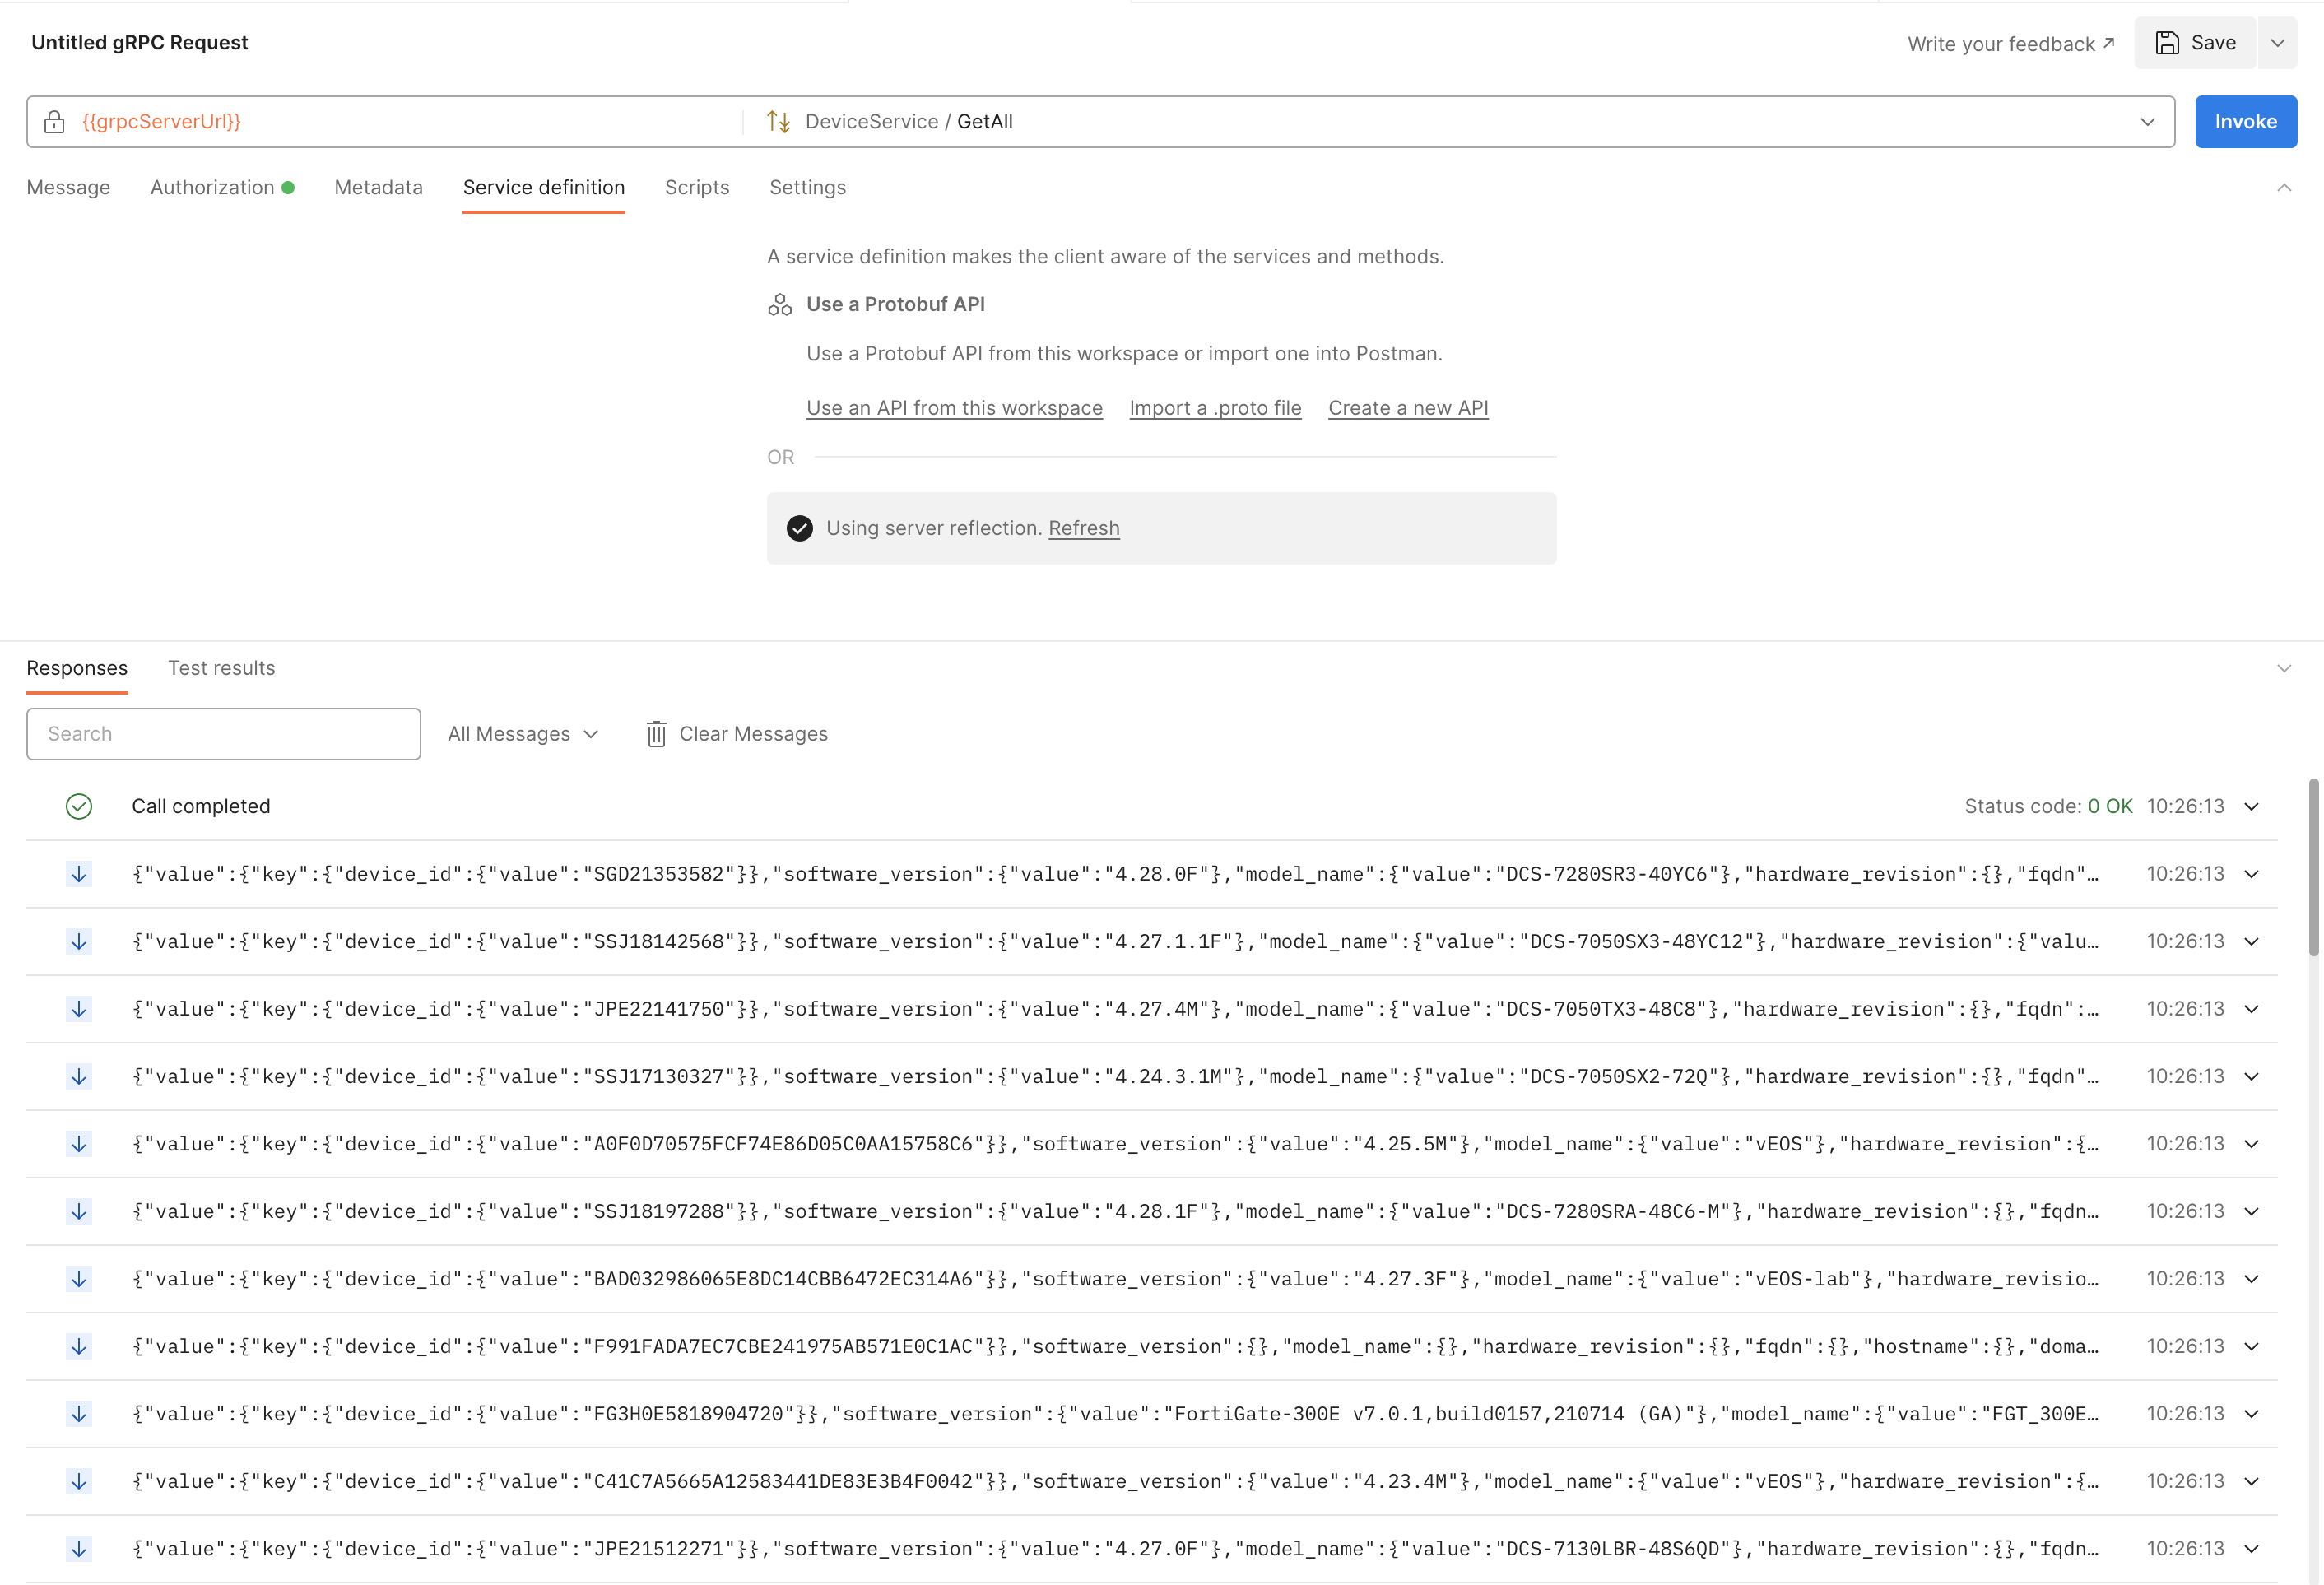 Untitled gRPC Request
Write your feedback ↗
Save
{{grpcServerUrl}}
DeviceService / GetAll
Invoke
Message Authorization Metadata Service definition Scripts Settings
A service definition makes the client aware of the services and methods.
Use a Protobuf API
Use a Protobuf API from this workspace or import one into Postman.
Use an API from this workspace Import a .proto file Create a new API
OR
Using server reflection. Refresh
Responses Test results
Search All Messages Clear Messages
Call completed Status code: 0 OK 10:26:13
{"value":{"key":{"device_id":{"value":"SGD21353582"}},"software_version":{"value":"4.28.0F"},"model_name":{"value":"DCS-7280SR3-40YC6"},"hardware_revision":{},"fqdn"… 10:26:13
{"value":{"key":{"device_id":{"value":"SSJ18142568"}},"software_version":{"value":"4.27.1.1F"},"model_name":{"value":"DCS-7050SX3-48YC12"},"hardware_revision":{"valu… 10:26:13
{"value":{"key":{"device_id":{"value":"JPE22141750"}},"software_version":{"value":"4.27.4M"},"model_name":{"value":"DCS-7050TX3-48C8"},"hardware_revision":{},"fqdn":… 10:26:13
{"value":{"key":{"device_id":{"value":"SSJ17130327"}},"software_version":{"value":"4.24.3.1M"},"model_name":{"value":"DCS-7050SX2-72Q"},"hardware_revision":{},"fqdn"… 10:26:13
{"value":{"key":{"device_id":{"value":"A0F0D70575FCF74E86D05C0AA15758C6"}},"software_version":{"value":"4.25.5M"},"model_name":{"value":"vEOS"},"hardware_revision":{… 10:26:13
{"value":{"key":{"device_id":{"value":"SSJ18197288"}},"software_version":{"value":"4.28.1F"},"model_name":{"value":"DCS-7280SRA-48C6-M"},"hardware_revision":{},"fqdn… 10:26:13
{"value":{"key":{"device_id":{"value":"BAD032986065E8DC14CBB6472EC314A6"}},"software_version":{"value":"4.27.3F"},"model_name":{"value":"vEOS-lab"},"hardware_revisio… 10:26:13
{"value":{"key":{"device_id":{"value":"F991FADA7EC7CBE241975AB571E0C1AC"}},"software_version":{},"model_name":{},"hardware_revision":{},"fqdn":{},"hostname":{},"doma… 10:26:13
{"value":{"key":{"device_id":{"value":"FG3H0E5818904720"}},"software_version":{"value":"FortiGate-300E v7.0.1,build0157,210714 (GA)"},"model_name":{"value":"FGT_300E… 10:26:13
{"value":{"key":{"device_id":{"value":"C41C7A5665A12583441DE83E3B4F0042"}},"software_version":{"value":"4.23.4M"},"model_name":{"value":"vEOS"},"hardware_revision":{… 10:26:13
{"value":{"key":{"device_id":{"value":"JPE21512271"}},"software_version":{"value":"4.27.0F"},"model_name":{"value":"DCS-7130LBR-48S6QD"},"hardware_revision":{},"fqdn… 10:26:13